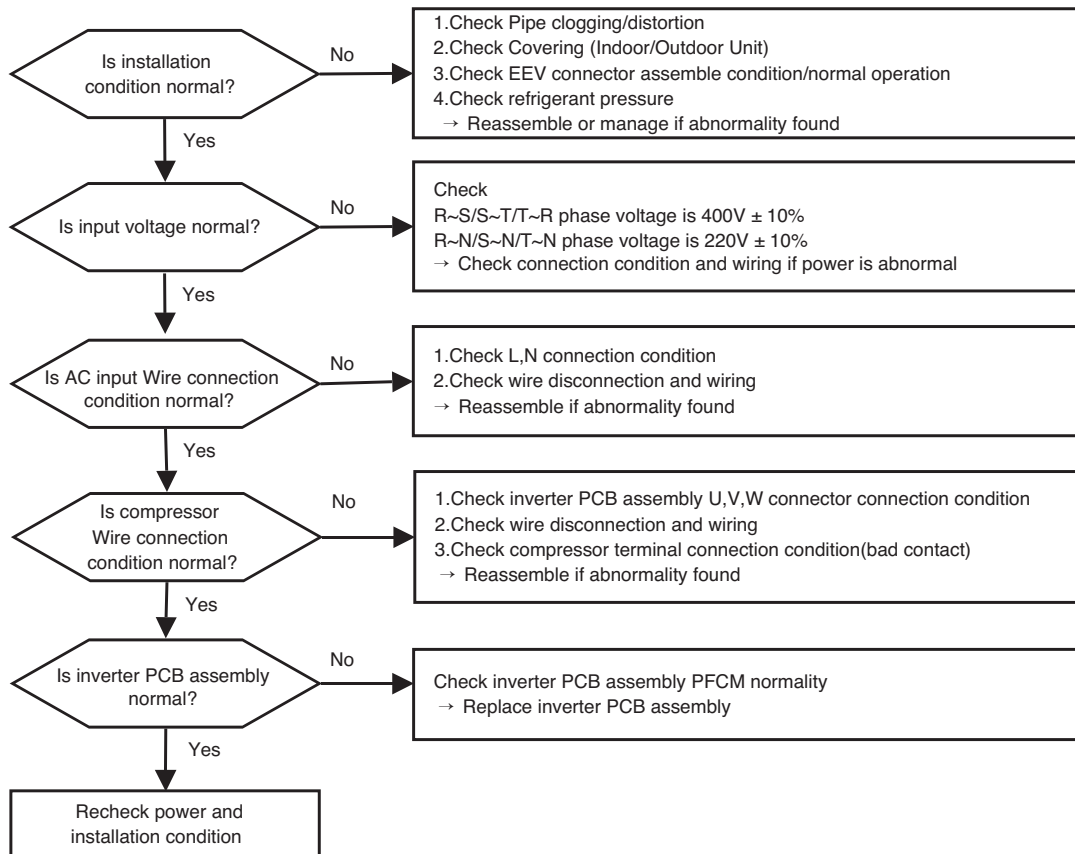 Is installation
condition normal?
No
1.Check Pipe clogging/distortion
2.Check Covering (Indoor/Outdoor Unit)
3.Check EEV connector assemble condition/normal operation
4.Check refrigerant pressure
→ Reassemble or manage if abnormality found
Yes
Is input voltage normal?
No
Check
R~S/S~T/T~R phase voltage is 400V ± 10%
R~N/S~N/T~N phase voltage is 220V ± 10%
→ Check connection condition and wiring if power is abnormal
Yes
Is AC input Wire connection
condition normal?
No
1.Check L,N connection condition
2.Check wire disconnection and wiring
→ Reassemble if abnormality found
Yes
Is compressor
Wire connection
condition normal?
No
1.Check inverter PCB assembly U,V,W connector connection condition
2.Check wire disconnection and wiring
3.Check compressor terminal connection condition(bad contact)
→ Reassemble if abnormality found
Yes
Is inverter PCB assembly
normal?
No
Check inverter PCB assembly PFCM normality
→ Replace inverter PCB assembly
Yes
Recheck power and
installation condition